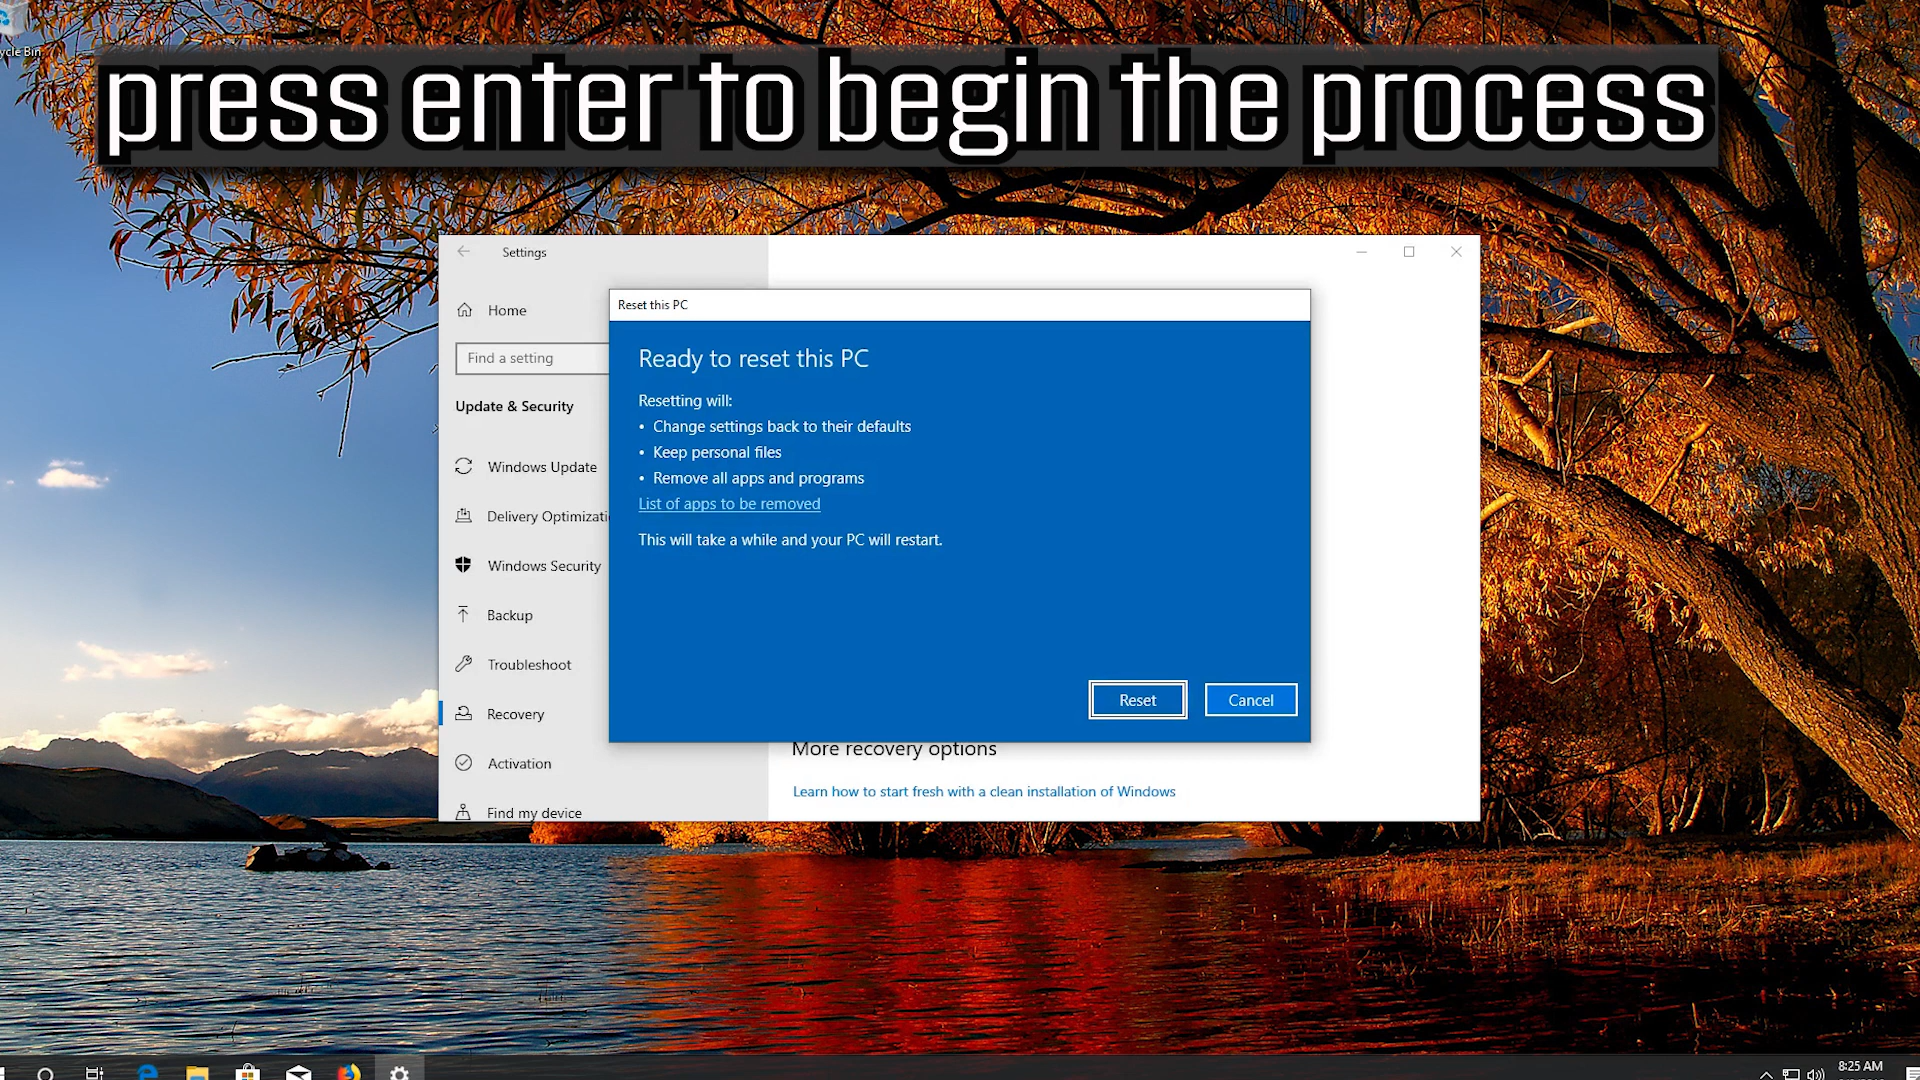 ycle Bin
press enter to begin the process
Settings
Home
Find a setting
Update & Security
Windows Update
Delivery Optimizati
Windows Security
Backup
Troubleshoot
Recovery
Activation
Find my device
Reset this PC
Ready to reset this PC
Resetting will:
• Change settings back to their defaults
• Keep personal files
• Remove all apps and programs
List of apps to be removed
This will take a while and your PC will restart.
Reset
Cancel
More recovery options
Learn how to start fresh with a clean installation of Windows
8:25 AM